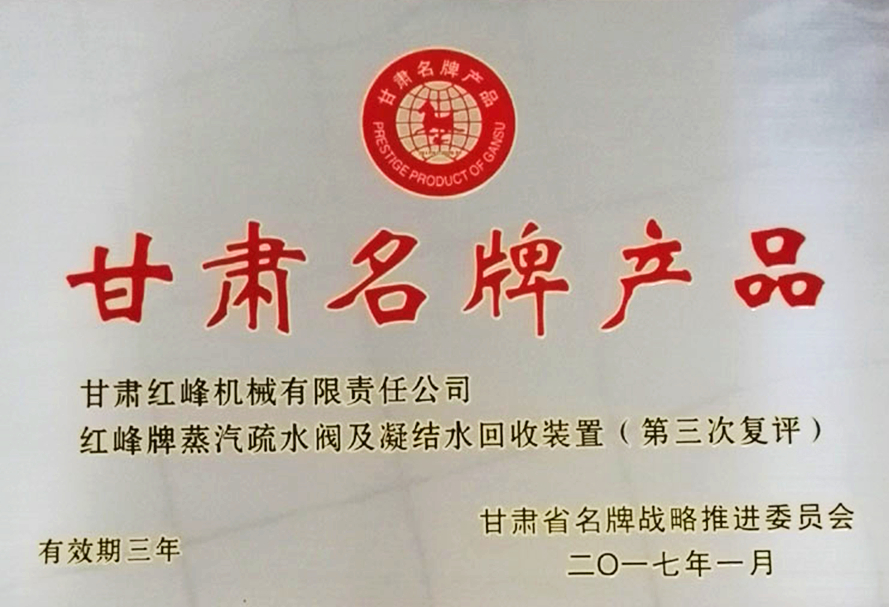 甘肃名牌产品
PRESTIGE PRODUCT OF GANSU
甘肃名牌产品
甘肃红峰机械有限责任公司
红峰牌蒸汽疏水阀及凝结水回收装置（第三次复评）
甘肃省名牌战略推进委员会
有效期三年
二〇一七年一月